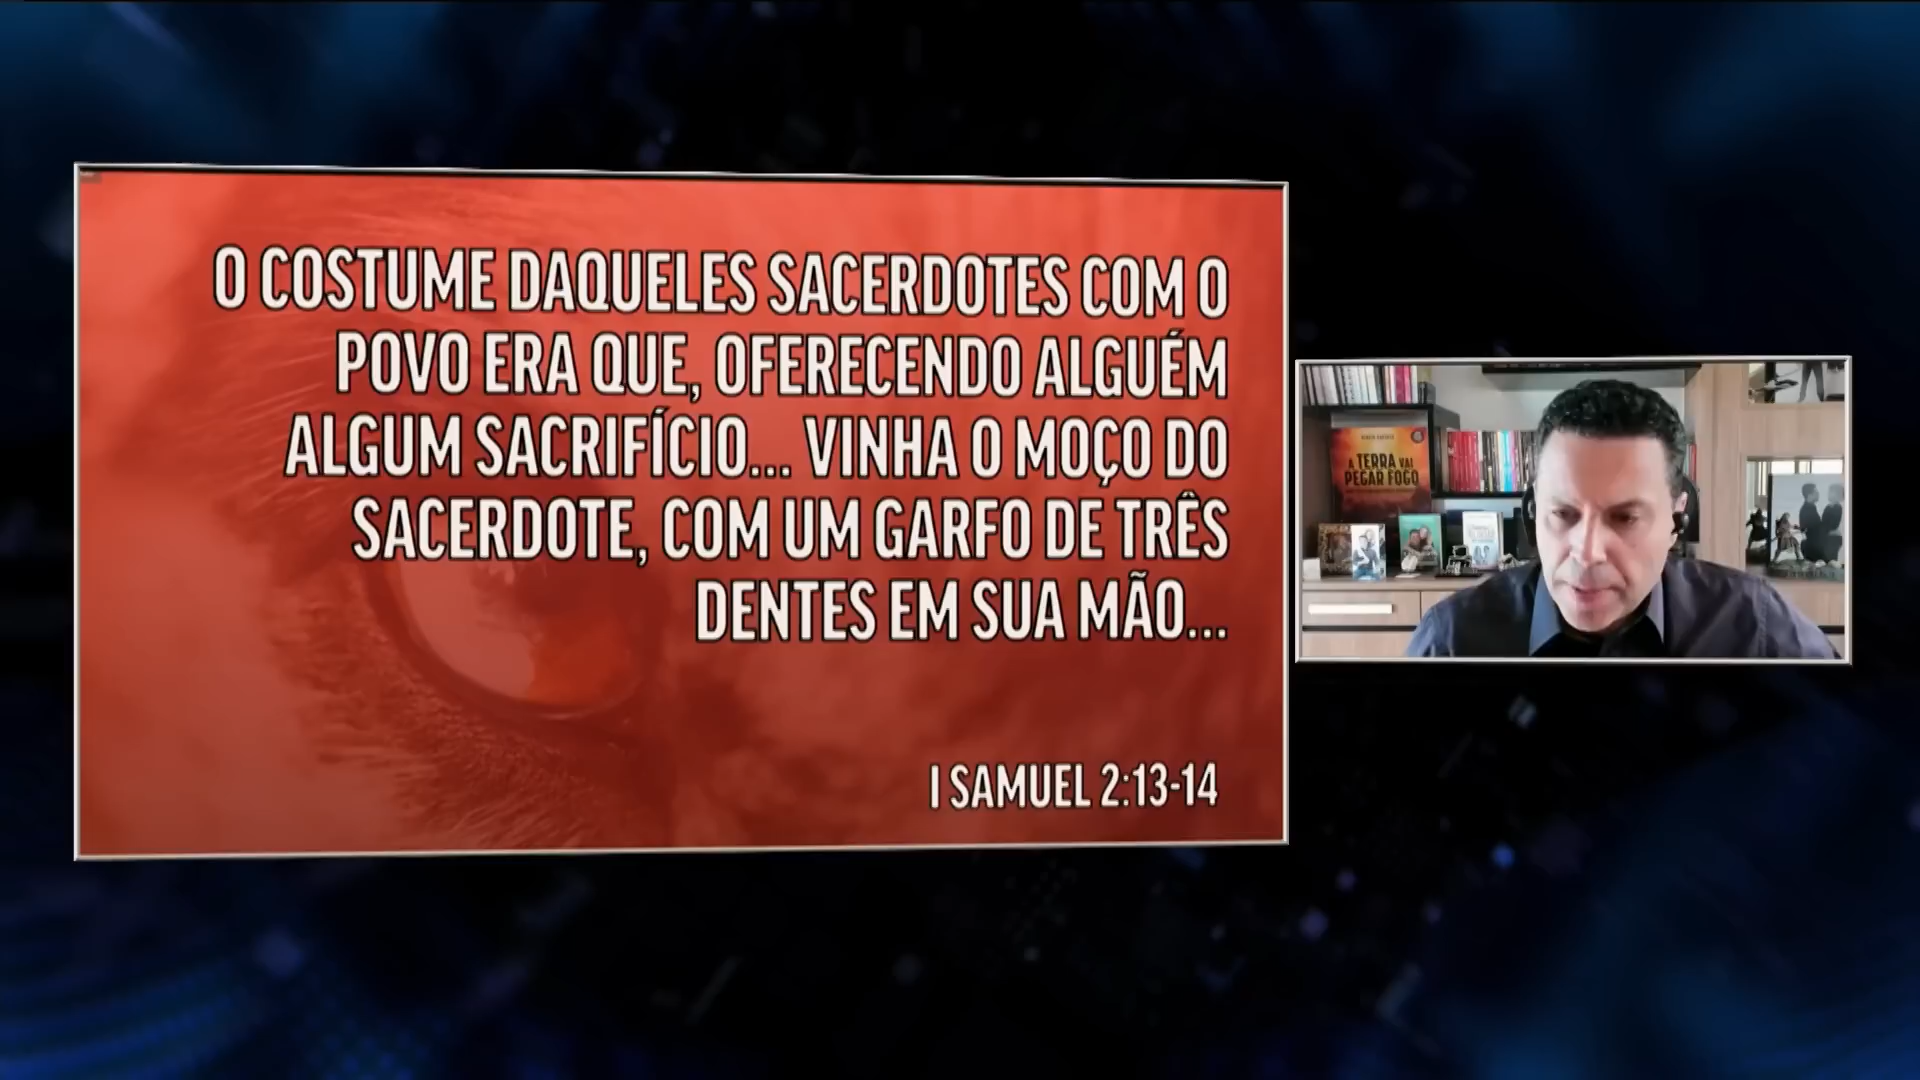 O COSTUME DAQUELES SACERDOTES COM O
POVO ERA QUE, OFERECENDO ALGUÉM
ALGUM SACRIFÍCIO... VINHA O MOÇO DO
SACERDOTE, COM UM GARFO DE TRÊS
DENTES EM SUA MÃO...
I SAMUEL 2:13-14
A TERRA VAI
PEGAR FOGO